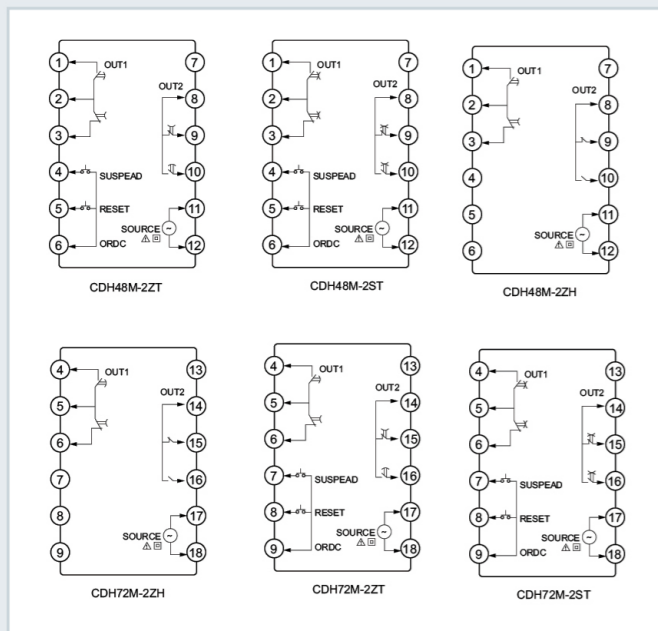 1
OUT1
7
2
OUT2
8
3
9
4
SUSPEAD
10
5
RESET
11
SOURCE
~
6
ORDC
12
CDH48M-2ZT
1
OUT1
7
2
OUT2
8
3
9
4
SUSPEAD
10
5
RESET
11
SOURCE
~
6
ORDC
12
CDH48M-2ST
1
OUT1
7
2
OUT2
8
3
9
4
10
5
11
SOURCE
~
6
12
CDH48M-2ZH
4
OUT1
13
5
OUT2
14
6
15
7
16
8
17
SOURCE
~
9
18
CDH72M-2ZH
4
OUT1
13
5
OUT2
14
6
15
7
SUSPEAD
16
8
RESET
17
SOURCE
~
9
ORDC
18
CDH72M-2ZT
4
OUT1
13
5
OUT2
14
6
15
7
SUSPEAD
16
8
RESET
17
SOURCE
~
9
ORDC
18
CDH72M-2ST